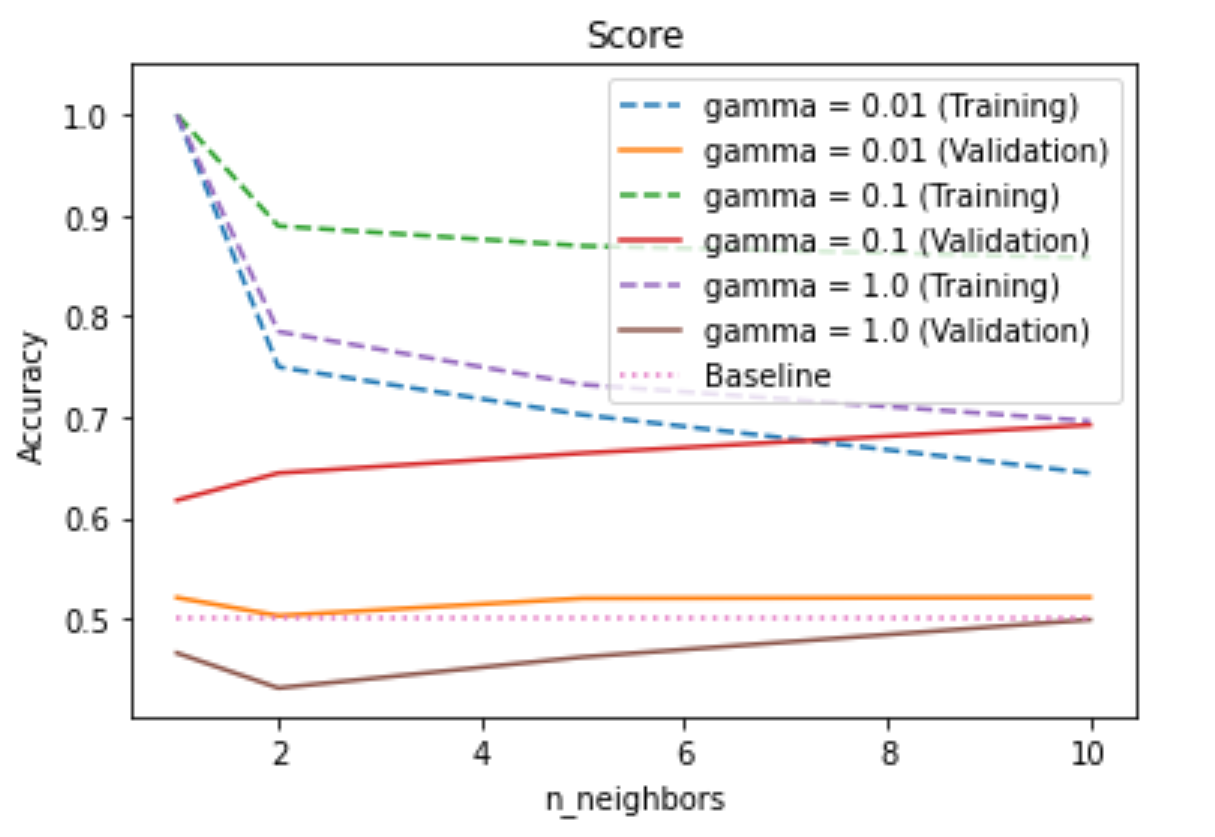 Score
1.0
0.9
0.8
0.7
0.6
0.5
Accuracy
gamma = 0.01 (Training)
gamma = 0.01 (Validation)
gamma = 0.1 (Training)
gamma = 0.1 (Validation)
gamma = 1.0 (Training)
gamma = 1.0 (Validation)
Baseline
2 4 6 8 10
n_neighbors